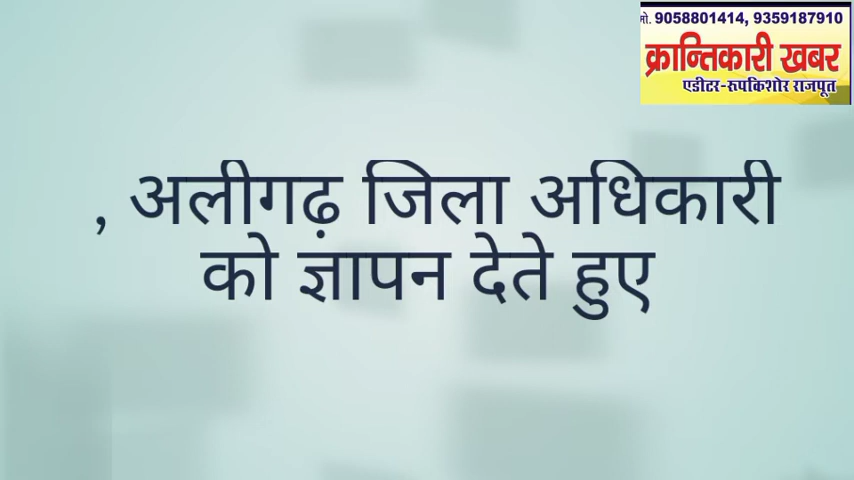 मो. 9058801414, 9359187910
क्रान्तिकारी खबर
एडीटर-रूपकिशोर राजपूत
, अलीगढ़ जिला अधिकारी
को ज्ञापन देते हुए